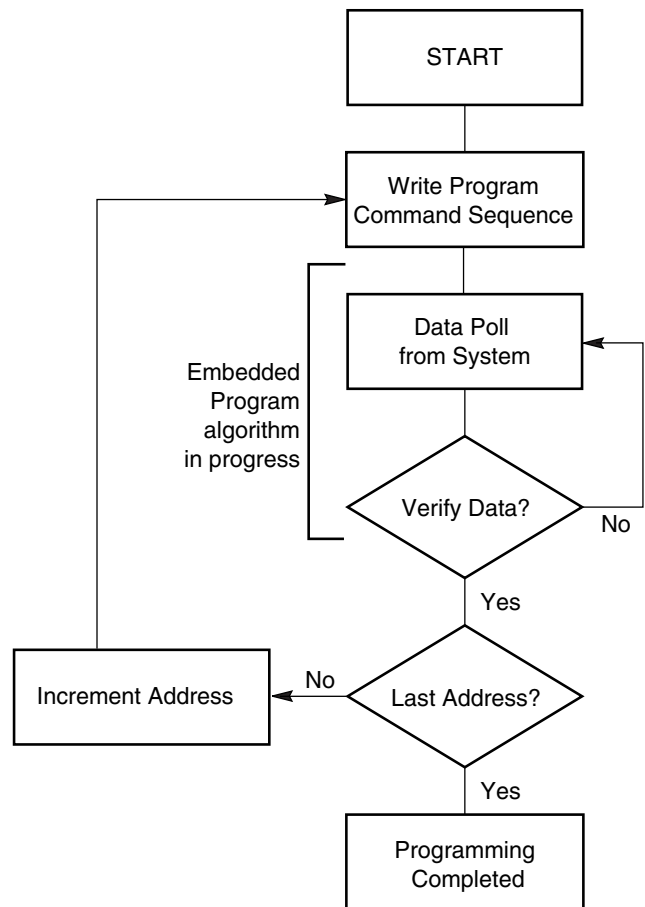 START
Write Program
Command Sequence
Data Poll
from System
Embedded
Program
algorithm
in progress
Verify Data?
No
Yes
No
Increment Address
Last Address?
Yes
Programming
Completed